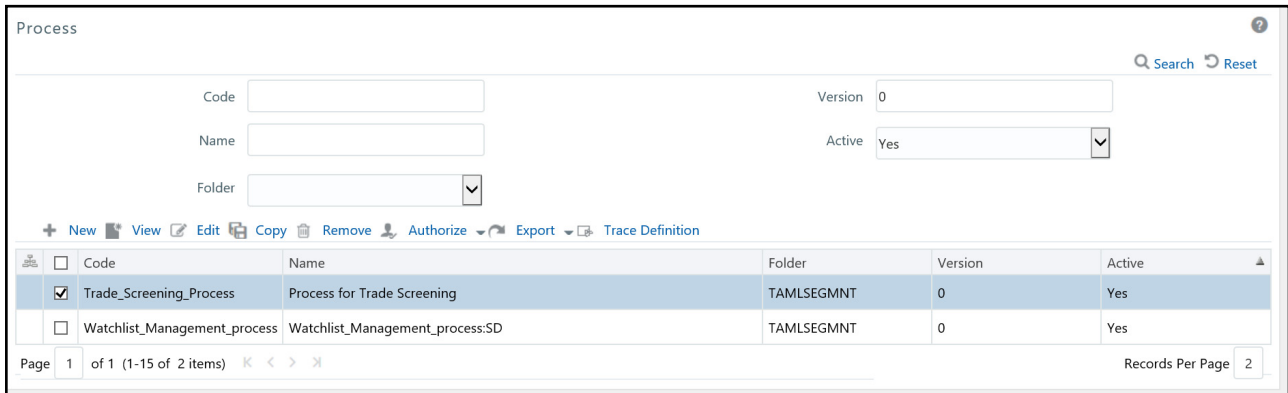 Process
?
Search Reset
Code Version 0
Name Active Yes
Folder
New View Edit Copy Remove Authorize Export Trace Definition
Code Name Folder Version Active
Trade_Screening_Process Process for Trade Screening TAMLSEGMNT 0 Yes
Watchlist_Management_process Watchlist_Management_process:SD TAMLSEGMNT 0 Yes
Page 1 of 1 (1-15 of 2 items) Records Per Page 2